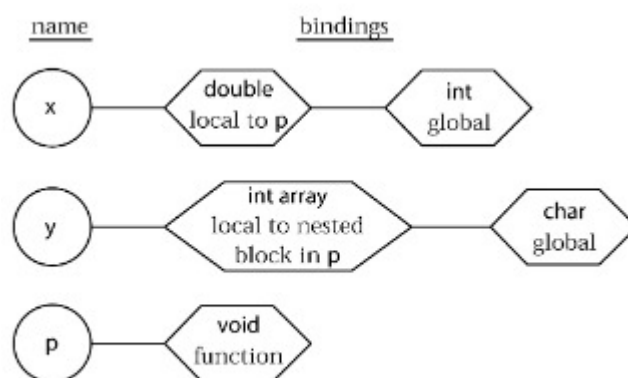 name bindings
x double local to p int global
y int array local to nested block in p char global
p void function